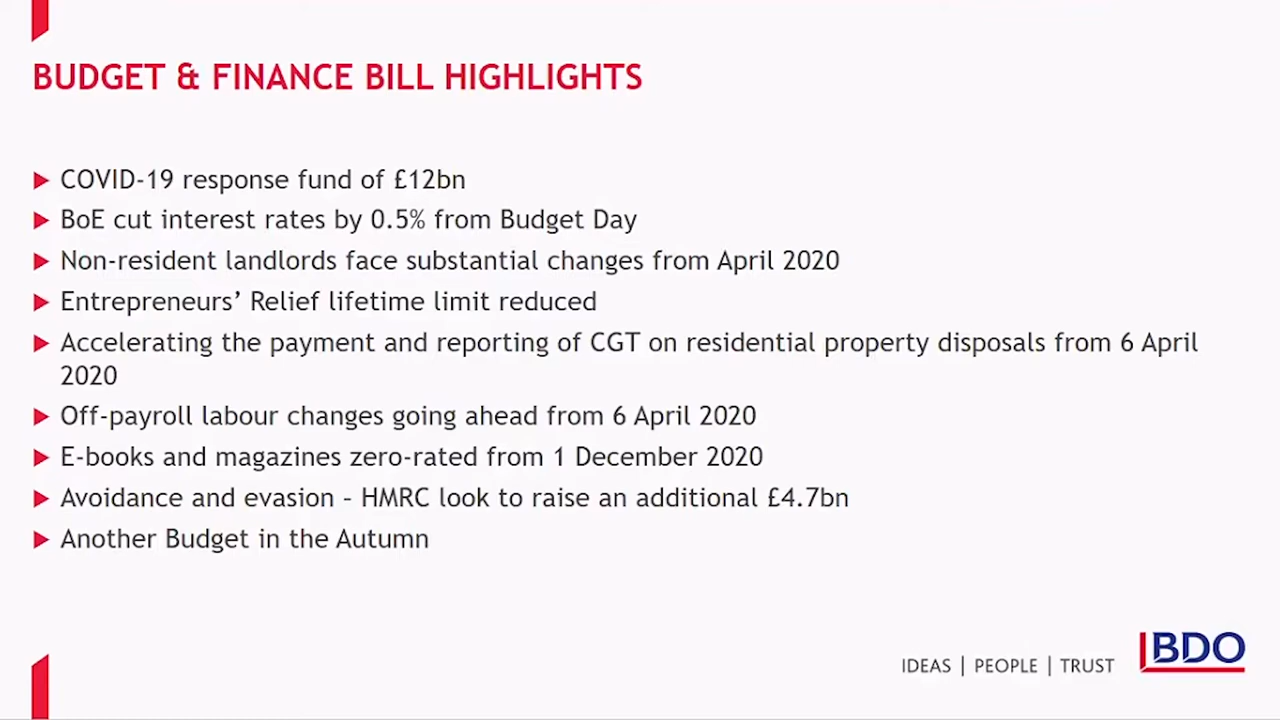 BUDGET & FINANCE BILL HIGHLIGHTS
COVID-19 response fund of £12bn
BoE cut interest rates by 0.5% from Budget Day
Non-resident landlords face substantial changes from April 2020
Entrepreneurs’ Relief lifetime limit reduced
Accelerating the payment and reporting of CGT on residential property disposals from 6 April
2020
Off-payroll labour changes going ahead from 6 April 2020
E-books and magazines zero-rated from 1 December 2020
Avoidance and evasion – HMRC look to raise an additional £4.7bn
Another Budget in the Autumn
IDEAS | PEOPLE | TRUST
BDO